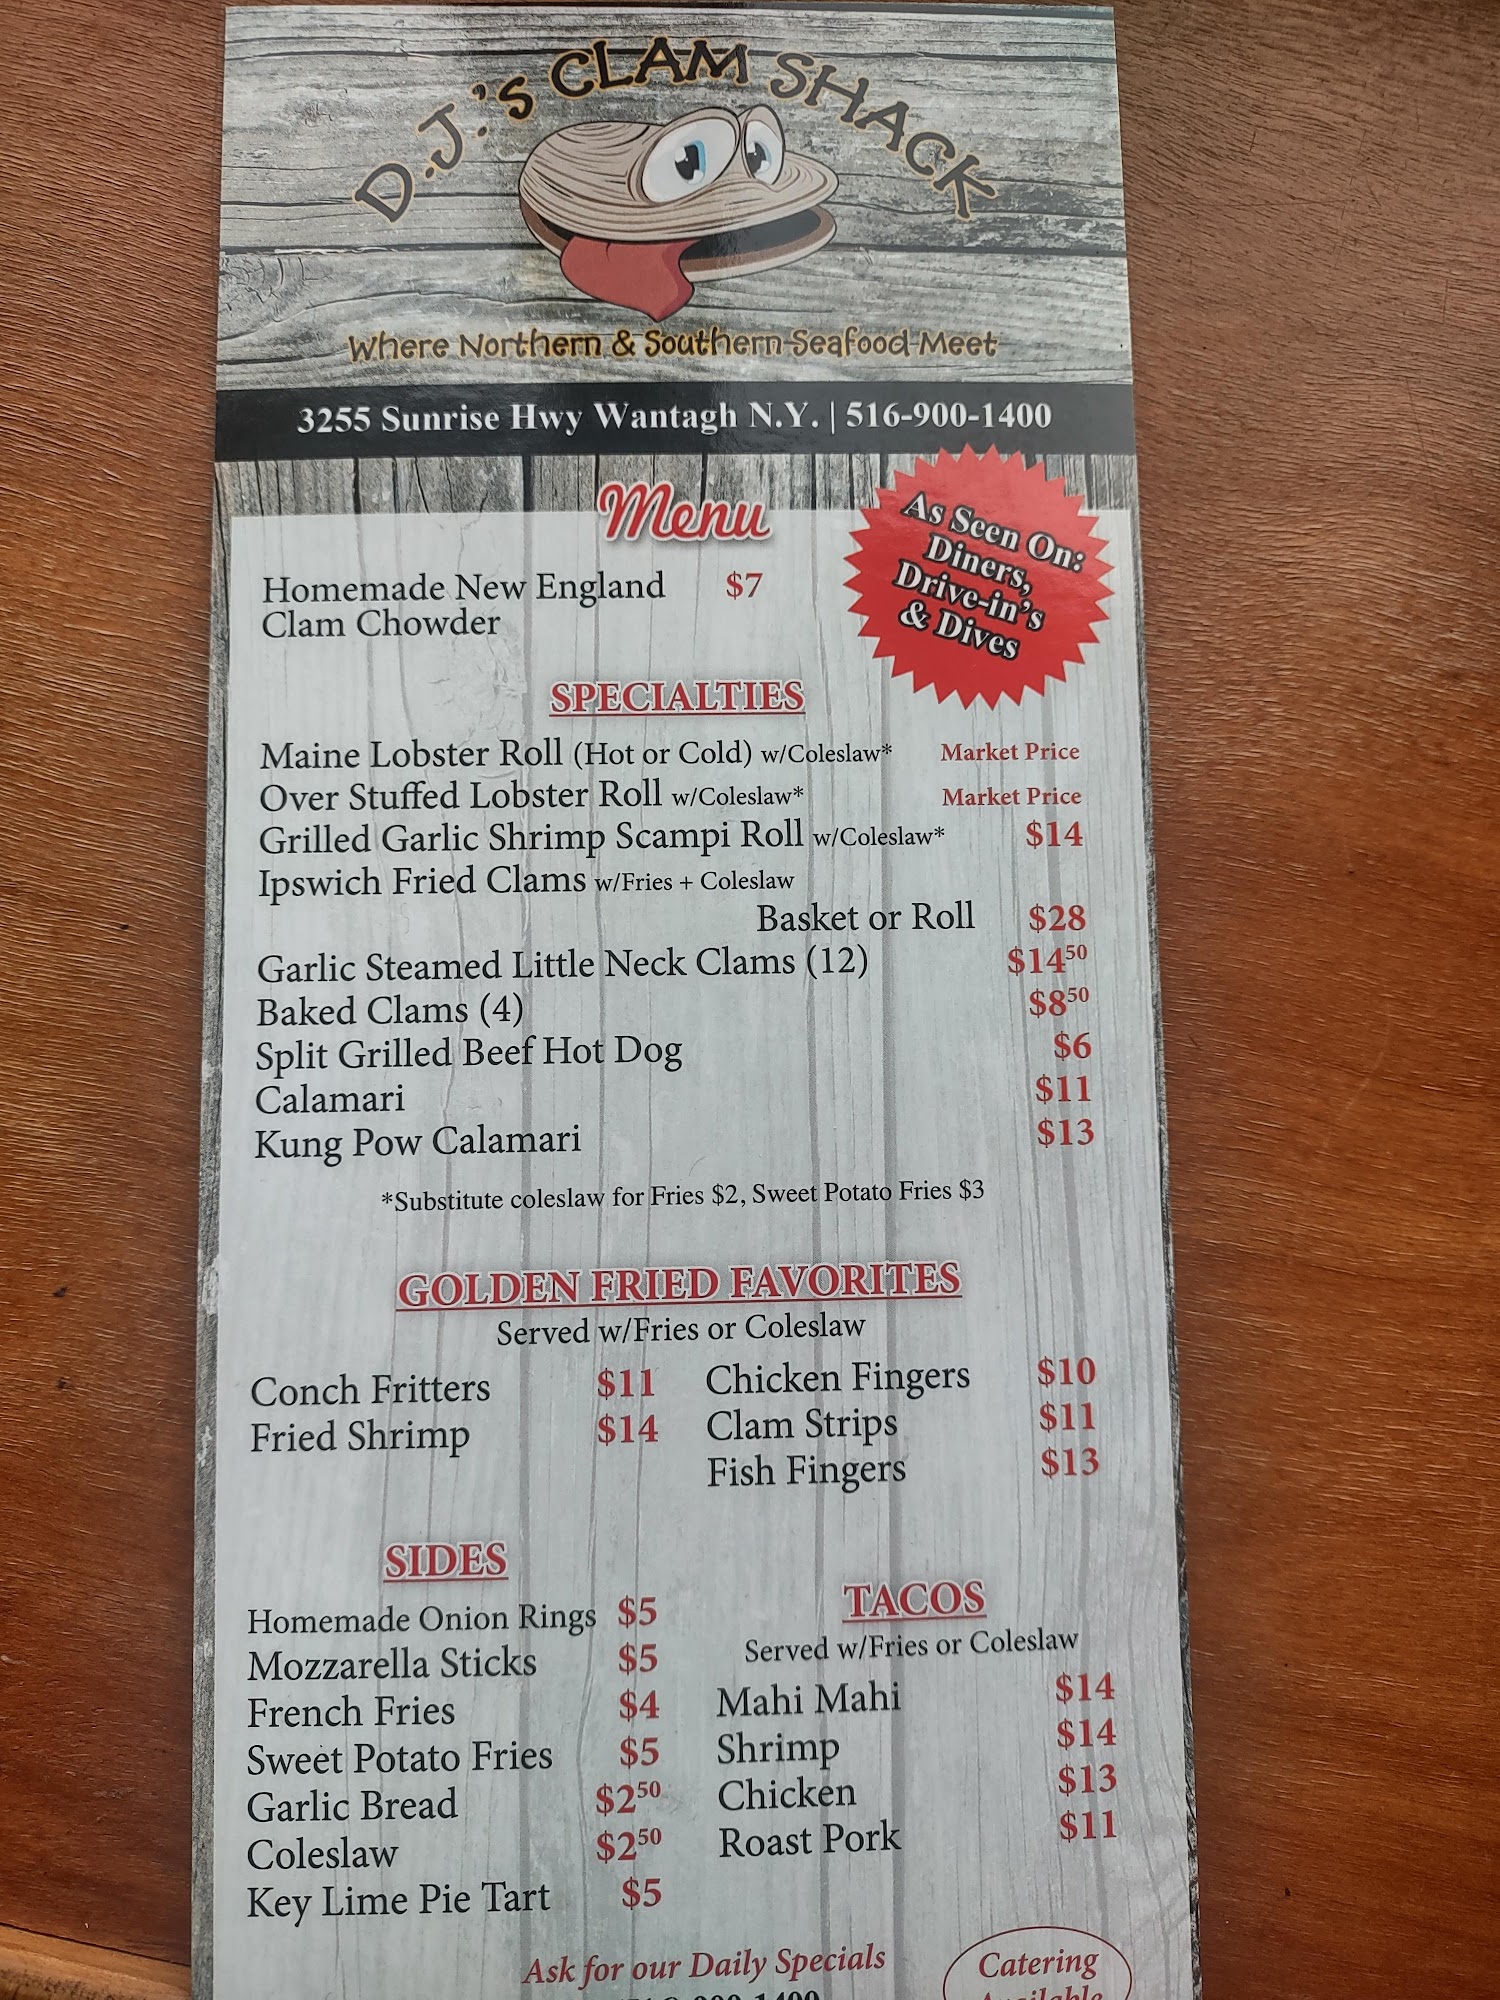 D.J.'S CLAM SHACK
Where Northern & Southern Seafood Meet
3255 Sunrise Hwy Wantagh N.Y. | 516-900-1400
Menu
As Seen On:
Diners,
Drive-in's
& Dives
Homemade New England $7
Clam Chowder
SPECIALTIES
Maine Lobster Roll (Hot or Cold) w/Coleslaw* Market Price
Over Stuffed Lobster Roll w/Coleslaw* Market Price
Grilled Garlic Shrimp Scampi Roll w/Coleslaw* $14
Ipswich Fried Clams w/Fries + Coleslaw
Basket or Roll $28
Garlic Steamed Little Neck Clams (12) $1450
Baked Clams (4) $850
Split Grilled Beef Hot Dog $6
Calamari $11
Kung Pow Calamari $13
*Substitute coleslaw for Fries $2, Sweet Potato Fries $3
GOLDEN FRIED FAVORITES
Served w/Fries or Coleslaw
Conch Fritters $11
Fried Shrimp $14
Chicken Fingers $10
Clam Strips $11
Fish Fingers $13
SIDES
Homemade Onion Rings $5
Mozzarella Sticks $5
French Fries $4
Sweet Potato Fries $5
Garlic Bread $250
Coleslaw $250
Key Lime Pie Tart $5
TACOS
Served w/Fries or Coleslaw
Mahi Mahi $14
Shrimp $14
Chicken $13
Roast Pork $11
Ask for our Daily Specials
516-900-1400
Catering
Available